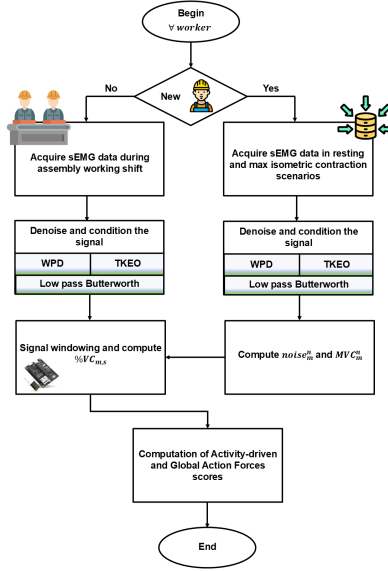 Begin
∀ worker
New
No
Yes
Acquire sEMG data during
assembly working shift
Acquire sEMG data in resting
and max isometric contraction
scenarios
Denoise and condition the
signal
WPD TKEO
Low pass Butterworth
Denoise and condition the
signal
WPD TKEO
Low pass Butterworth
Signal windowing and compute
%VCₘ,ₛ
Compute noiseₘⁿ and MVCₘⁿ
Computation of Activity-driven
and Global Action Forces
scores
End